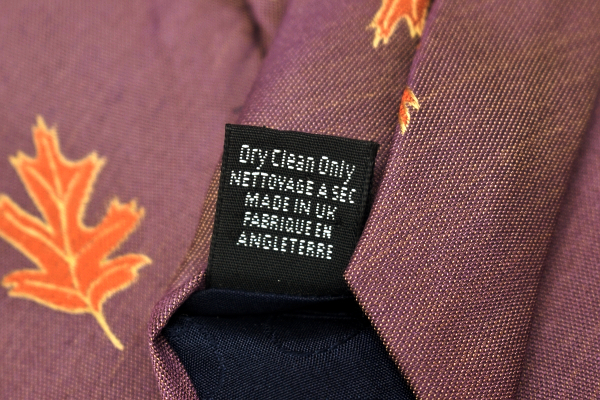 Dry Clean Only
NETTOYAGE A SEC
MADE IN UK
FABRIQUE EN
ANGLETERRE